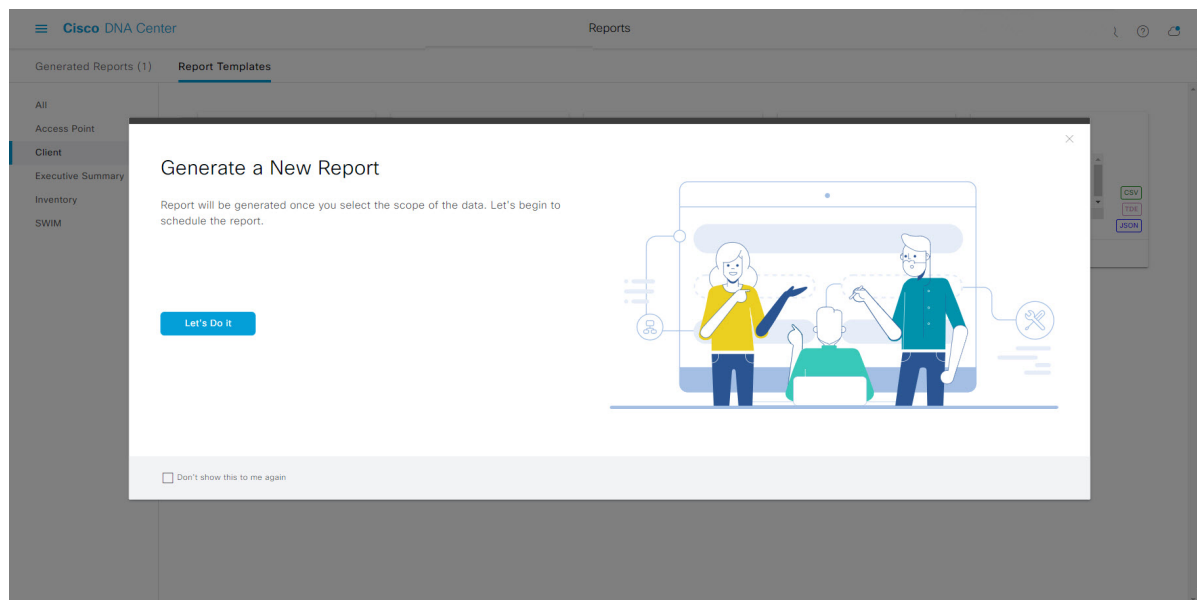 Cisco DNA Center
Reports
Generated Reports (1)
Report Templates
All
Access Point
Client
Executive Summary
Inventory
SWIM
Generate a New Report
Report will be generated once you select the scope of the data. Let's begin to
schedule the report.
Let's Do it
Don't show this to me again
CSV
TDE
JSON